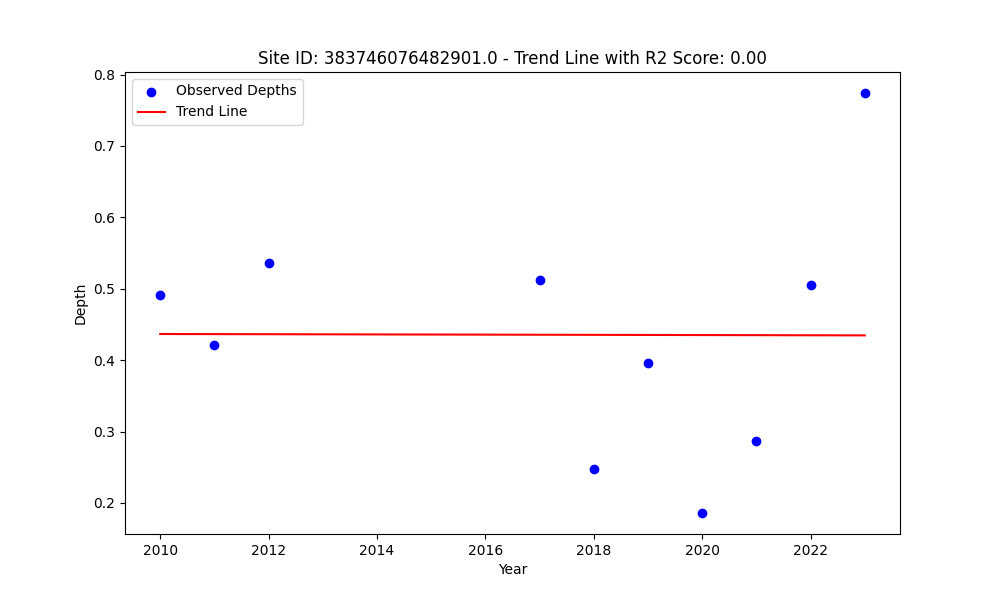 Site ID: 383746076482901.0 - Trend Line with R2 Score: 0.00
Observed Depths
Trend Line
Depth
0.8
0.7
0.6
0.5
0.4
0.3
0.2
2010 2012 2014 2016 2018 2020 2022
Year